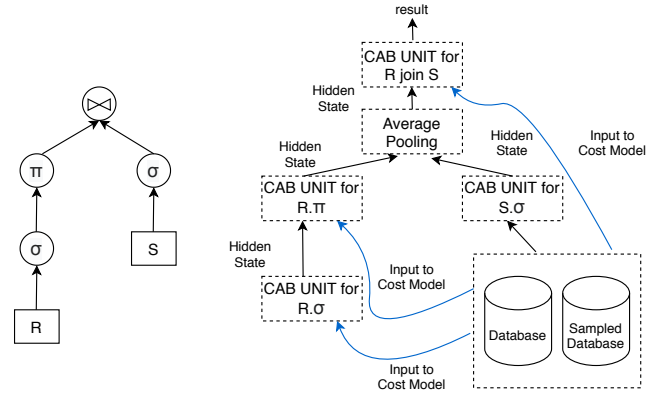 ⋈
π
σ
σ
S
R
result
CAB UNIT for
R join S
Hidden
State
Average
Pooling
Hidden
State
Hidden
State
Input to
Cost Model
CAB UNIT for
R.π
CAB UNIT for
S.σ
Hidden
State
Input to
Cost Model
CAB UNIT for
R.σ
Database
Sampled
Database
Input to
Cost Model